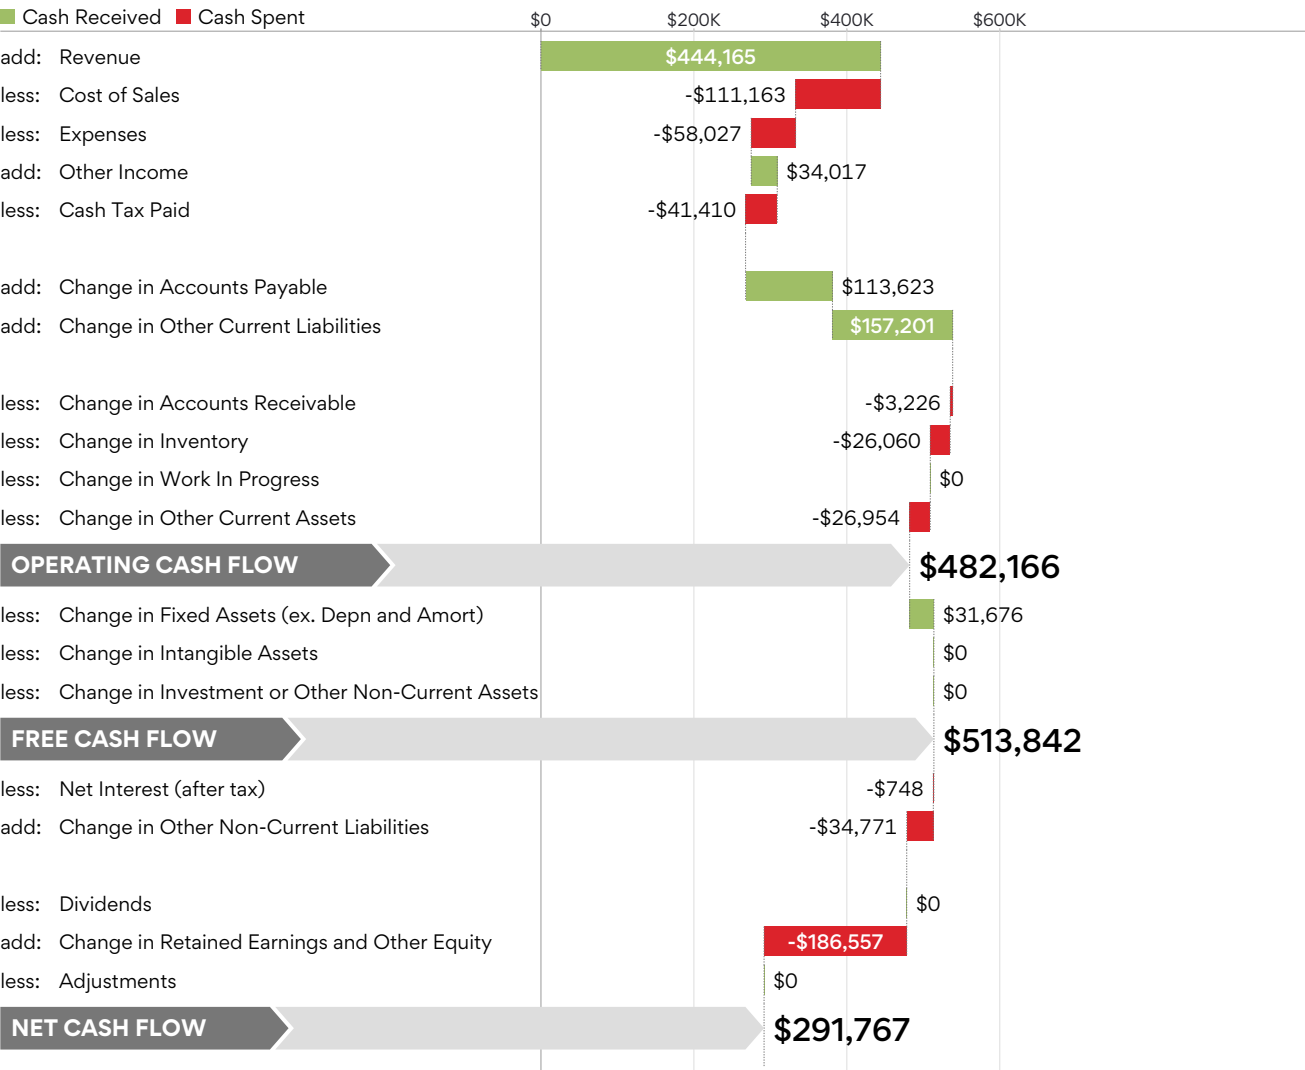 Cash Received Cash Spent $0 $200K $400K $600K
add: Revenue $444,165
less: Cost of Sales -$111,163
less: Expenses -$58,027
add: Other Income $34,017
less: Cash Tax Paid -$41,410
add: Change in Accounts Payable $113,623
add: Change in Other Current Liabilities $157,201
less: Change in Accounts Receivable -$3,226
less: Change in Inventory -$26,060
less: Change in Work In Progress $0
less: Change in Other Current Assets -$26,954
OPERATING CASH FLOW $482,166
less: Change in Fixed Assets (ex. Depn and Amort) $31,676
less: Change in Intangible Assets $0
less: Change in Investment or Other Non-Current Assets $0
FREE CASH FLOW $513,842
less: Net Interest (after tax) -$748
add: Change in Other Non-Current Liabilities -$34,771
less: Dividends $0
add: Change in Retained Earnings and Other Equity -$186,557
less: Adjustments $0
NET CASH FLOW $291,767